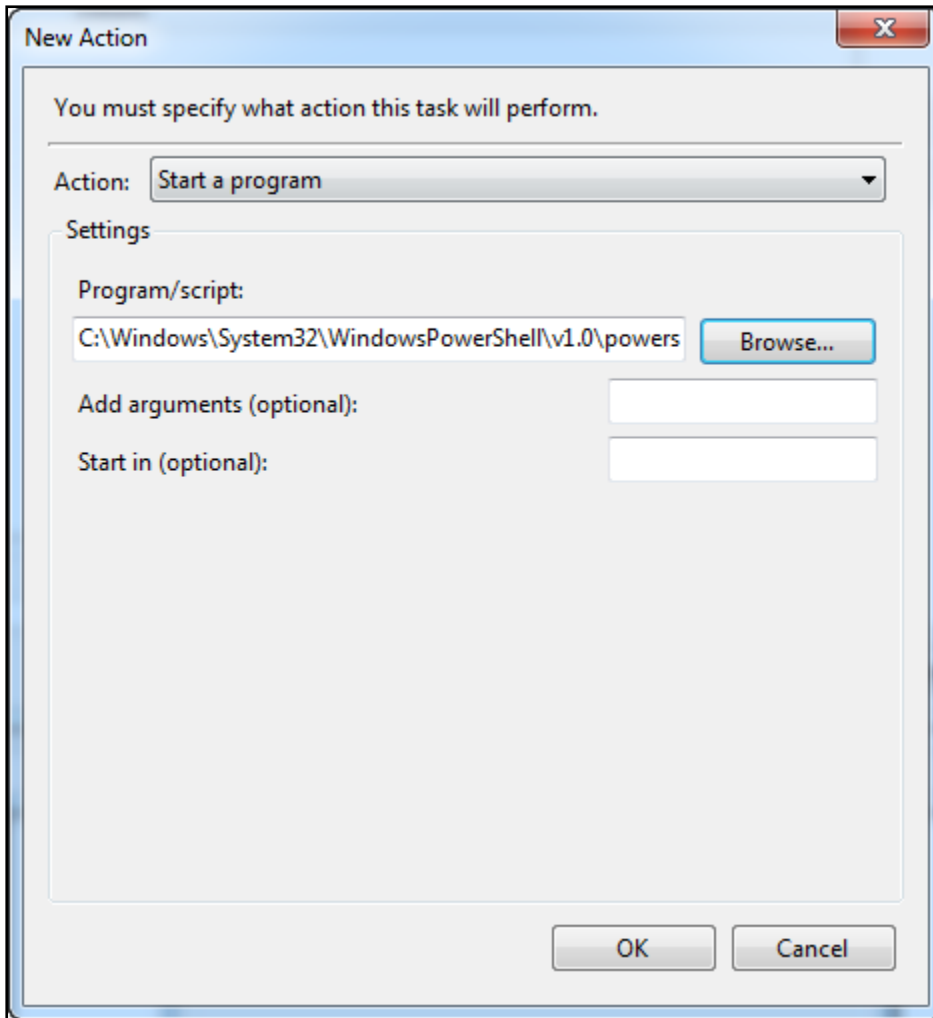 New Action
You must specify what action this task will perform.
Action: Start a program
Settings
Program/script:
C:\Windows\System32\WindowsPowerShell\v1.0\powers Browse...
Add arguments (optional):
Start in (optional):
OK Cancel